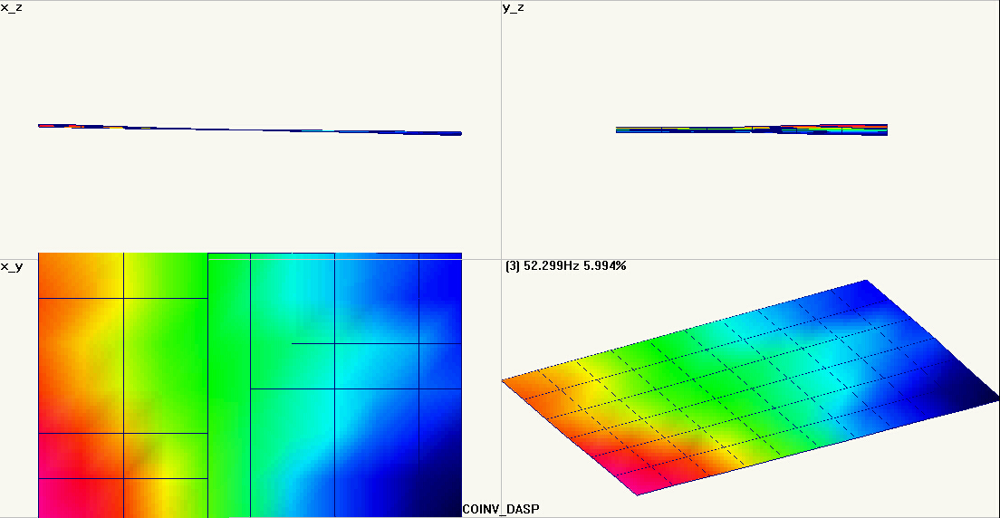 x_z
y_z
x_y
(3) 52.299Hz 5.994%
COINV_DASP